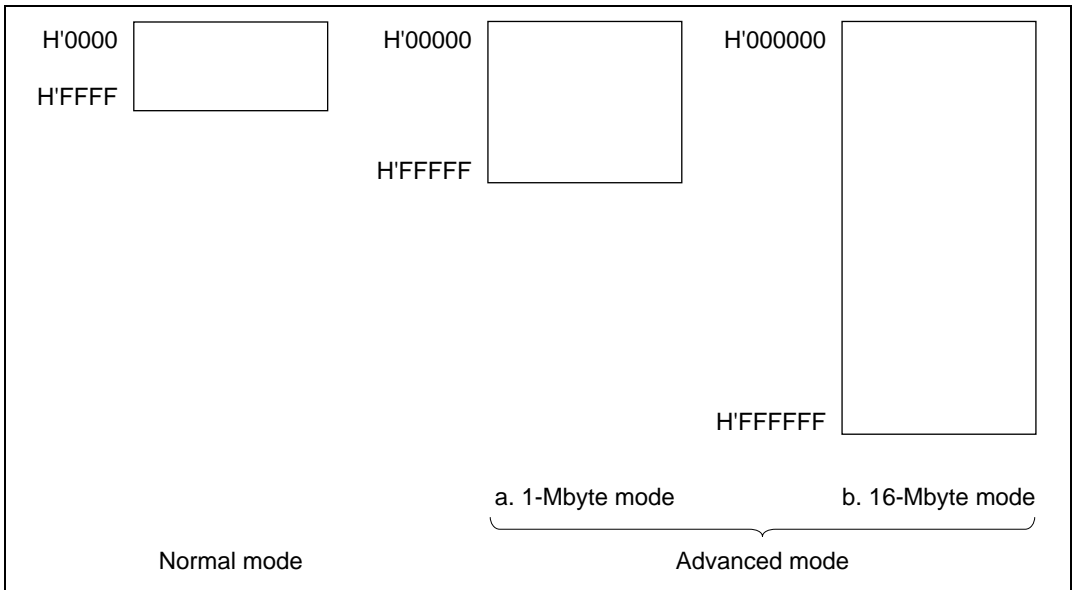 H'0000
H'FFFF
H'00000
H'FFFFF
H'000000
H'FFFFFF
a. 1-Mbyte mode
b. 16-Mbyte mode
Normal mode
Advanced mode